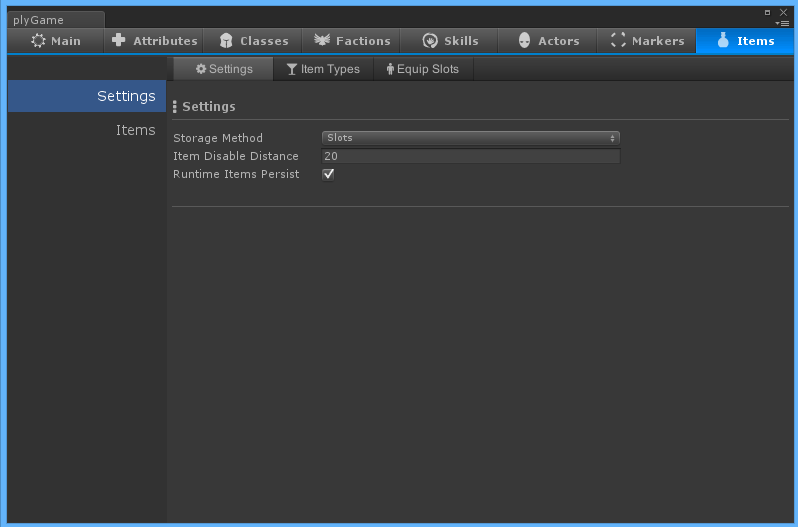 plyGame
Main Attributes Classes Factions Skills Actors Markers Items
Settings Item Types Equip Slots
Settings
Items
Settings
Storage Method Slots
Item Disable Distance 20
Runtime Items Persist